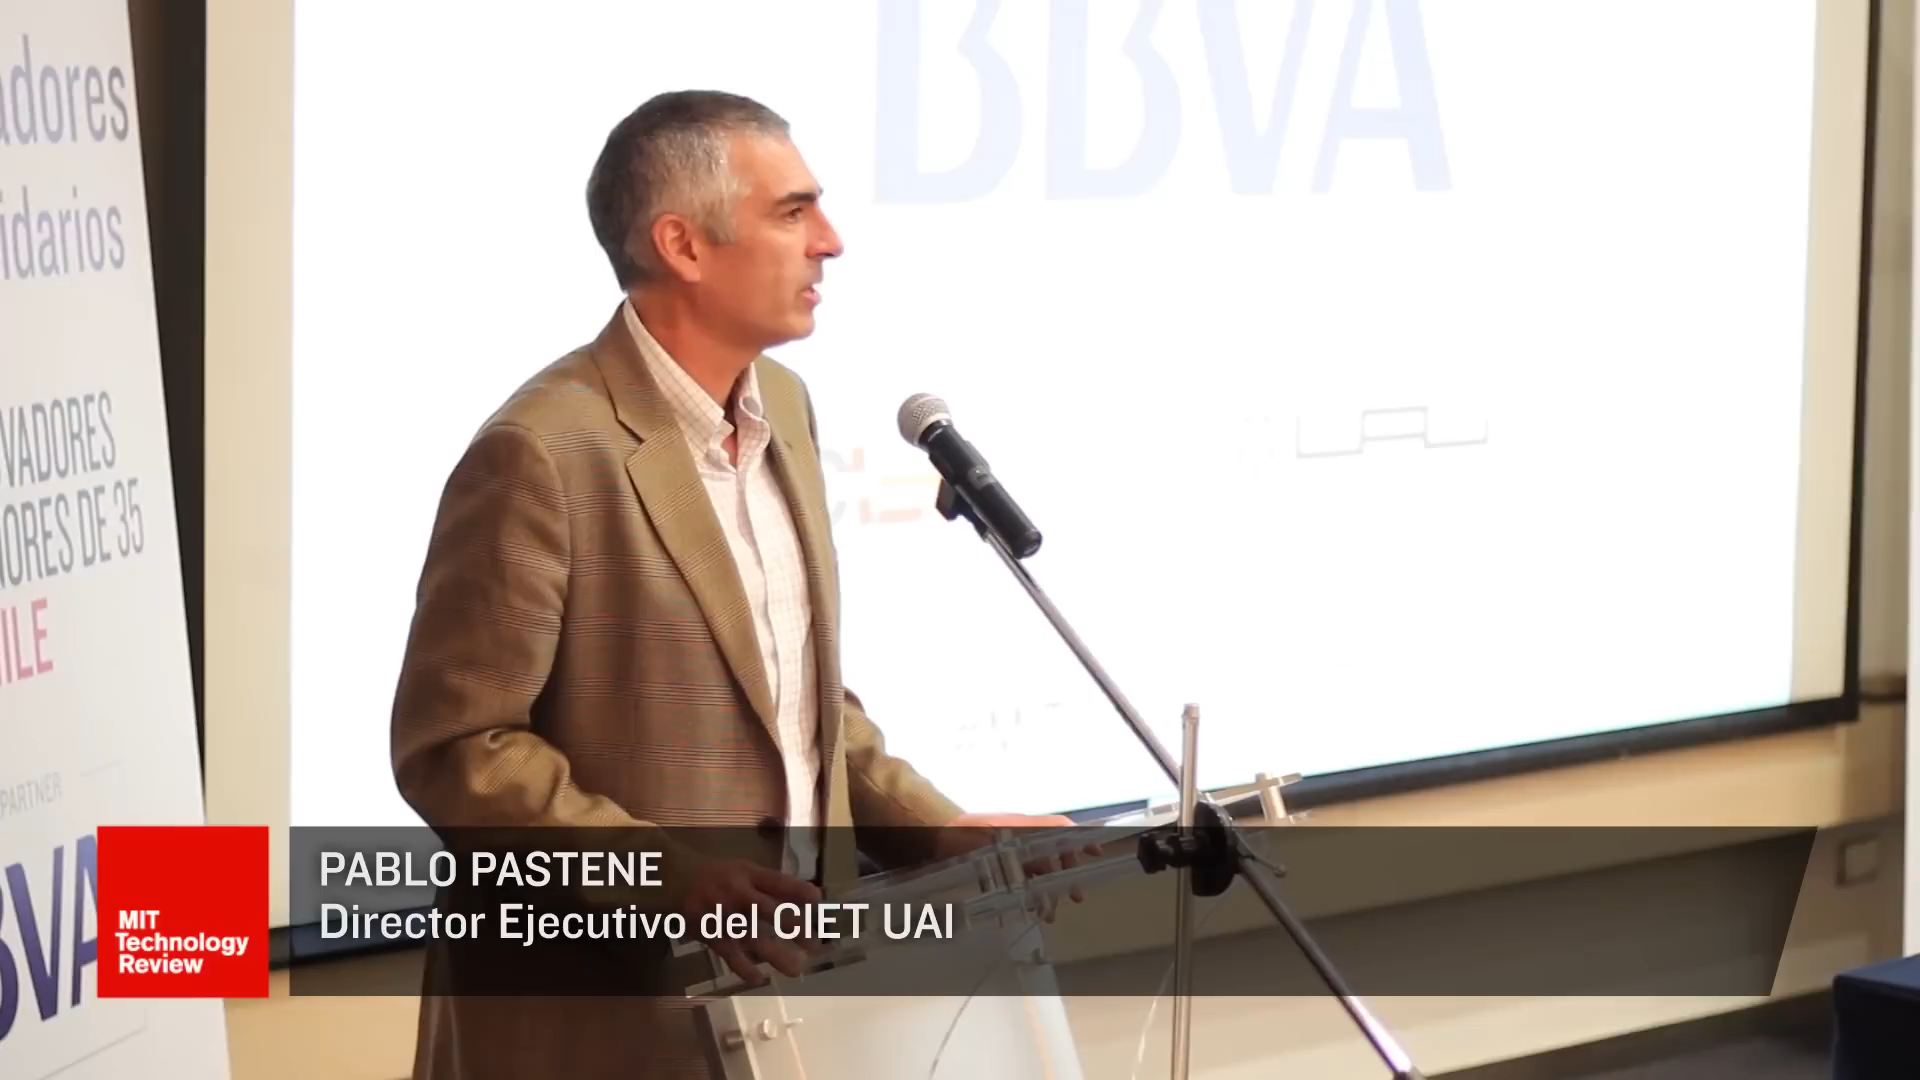 BBVA
adores
idarios
VADORES
ORES DE 35
ILE
PARTNER
BVA
MIT
Technology
Review
PABLO PASTENE
Director Ejecutivo del CIET UAI